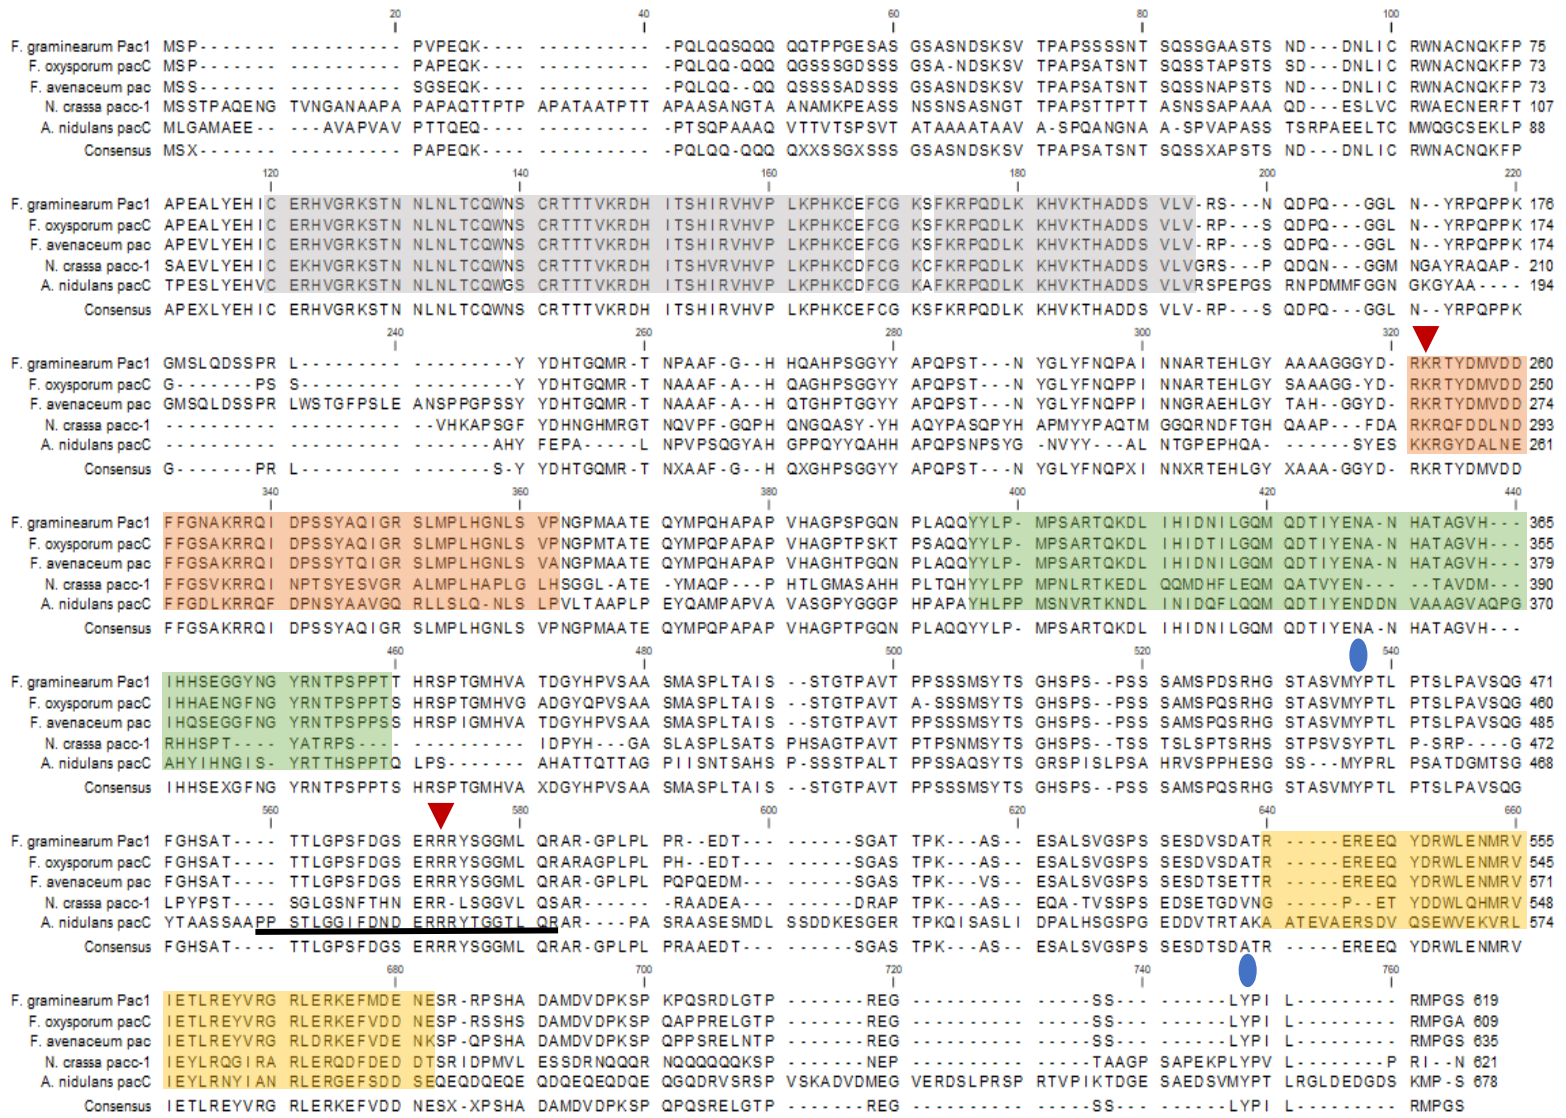 20 40 60 80 100
F. graminearum Pac1 MSP------- ----------PVPEQK---- ---------- -PQLQQSQQQ QQTPPGESAS GSASNDSKSV TPAPSSSSNT SQSSGAASTS ND---DNLIC RWNACNQKFP 75
F. oxysporum pacC MSP------- ----------PAPEQK---- ---------- -PQLQQ-QQQ QGSSSGDSSS GSA-NDSKSV TPAPSATSNT SQSSTAPSTS SD---DNLIC RWNACNQKFP 73
F. avenaceum pac MSS------- ----------SGSEQK---- ---------- -PQLQQ--QQ QQSSSSADSSS GSASNDSKSV TPAPSATSNT SQSSNAPSTS SD---DNLIC RWNACNQKFP 73
N. crassa pacc-1 MSSTPAQENG TVNGANAAPA PAPAQTTPTP APATAATPTT APAASANGTA ANAMKPEASS NSSNSASNGT TPAPSTTPTT ASNSSAPAAA QD---ESLVC RWAECNERFT 107
A. nidulans pacC MLGAMAEE-- ---AVAPVAV PTTQEQ---- ---------- -PTSQPAAAQ VTTVTSPSVT ATAAAATAAV A-SPQANGNA A-SPVAPASS TSRPAEELTC MWQGCSEKLP 88
Consensus MSX------- ----------PAPEQK---- ---------- -PQLQQ-QQQ QXXSSGXSSS GSASNDSKSV TPAPSATSNT SQSSXAPSTS ND---DNLIC RWNACNQKFP
120 140 160 180 200 220
F. graminearum Pac1 APEALYEHIC ERHVGRKSTN NLNLTCQWNS CRTTTVKRDH ITSHIRVHVP LKPHKCEFCG KSFKRPQDLK KHVKTHADDS VLV-RS---N QDPQ---GGL N--YRPQPPK 176
F. oxysporum pacC APEALYEHIC ERHVGRKSTN NLNLTCQWNS CRTTTVKRDH ITSHIRVHVP LKPHKCEFCG KSFKRPQDLK KHVKTHADDS VLV-RP---S QDPQ---GGL N--YRPQPPK 174
F. avenaceum pac APEVLYEHIC ERHVGRKSTN NLNLTCQWNS CRTTTVKRDH ITSHIRVHVP LKPHKCEFCG KSFKRPQDLK KHVKTHADDS VLV-RP---S QDPQ---GGL N--YRPQPPK 174
N. crassa pacc-1 SAEVLYEHIC EKHVGRKSTN NLNLTCQWNS CRTTTVKRDH ITSHVRVHVP LKPHKCDFCG KCFKRPQDLK KHVKTHADDS VLVGRS---P QDQN---GGM NGAYRAQAP- 210
A. nidulans pacC TPESLYEHVC ERHVGRKSTN NLNLTCQWGS CRTTTVKRDH ITSHIRVHVP LKPHKCDFCG KAFKRPQDLK KHVKTHADDS VLVRSPEPGS RNPDMMFGGN GKGYAA---- 194
Consensus APEXLYEHIC ERHVGRKSTN NLNLTCQWNS CRTTTVKRDH ITSHIRVHVP LKPHKCEFCG KSFKRPQDLK KHVKTHADDS VLV-RP---S QDPQ---GGL N--YRPQPPK
240 260 280 300 320
F. graminearum Pac1 GMSLQDSSPR L--------- --------YY YDHTGQMR-T NPAAF-G--H HQAHPSGGYY APQPST---N YGLYFNQPAI NNARTEHLGY AAAAGGGYD- RKRTYDMVDD 260
F. oxysporum pacC G------PS S--------- --------YY YDHTGQMR-T NAAAF-A--H QAGHPSGGYY APQPST---N YGLYFNQPPI NNARTEHLGY SAAAGG-YD- RKRTYDMVDD 250
F. avenaceum pac GMSQLDSSPR LWSTGFPSLE ANSPPGPSSY YDHTGQMR-T NAAAF-A--H QTGHPTGGYY APQPST---N YGLYFNQPPI NNGRAEHLGY TAH--GGYD- RKRTYDMVDD 274
N. crassa pacc-1 ---------- ---------- --VHKAPSGF YDHNGHMRGT NQVPF-GQPH QNGQASY-YH AQYPASQPYH APMYYPAQTM GGQRNDFTGH QAAP---FDA RKRQFDDLND 293
A. nidulans pacC ---------- ---------- -------AHY FEPA-----L NPVPSQGYAH GPPQYYQAHH APQPSNPSYG -NVYY---AL NTGPEPHQA- -----SYES KKRGYDALNE 261
Consensus G-------PR L--------- --------S-Y YDHTGQMR-T NXAAF-G--H QXGHPSGGYY APQPST---N YGLYFNQPXI NNXRTEHLGY XAAA-GGYD- RKRTYDMVDD
340 360 380 400 420 440
F. graminearum Pac1 FFGNAKRRQI DPSSYAQIGR SLMPLHGNLS VPNGPMAATE QYMPQHAPAP VHAGPSPGQN PLAQQYYLP- MPSARTQKDL IHIDNILGQM QDTIYENA-N HATAGVH--- 365
F. oxysporum pacC FFGSAKRRQI DPSSYAQIGR SLMPLHGNLS VPNGPMTATE QYMPQPAPAP VHAGPTPSKT PSAQQYYLP- MPSARTQKDL IHIDTILGQM QDTIYENA-N HATAGVH--- 355
F. avenaceum pac FFGSAKRRQI DPSSYTQIGR SLMPLHGNLS VANGPMAATE QYMPQPAPAP VHAGHTPGQN PLAQQYYLP- MPSARTQKDL IHIDNILGQM QDTIYENA-N HATAGVH--- 379
N. crassa pacc-1 FFGSVKRRQI NPTSYESVGR ALMPLHAPLG LHSGGL-ATE -YMAQP---P HTLGMASAHH PLTQHYYLPP MPNLRTKEDL QQMDHFLEQM QATVYEN--- --TAVDM--- 390
A. nidulans pacC FFGDLKRRQF DPNSYAAVGQ RLLSLQ-NLS LPVLTAAPLP EYQAMPAPVA VASGPYGGGP HPAPAYHLPP MSNVRTKNDL INIDQFLQQM QDTIYENDDN VAAAGVAQPG 370
Consensus FFGSAKRRQI DPSSYAQIGR SLMPLHGNLS VPNGPMAATE QYMPQPAPAP VHAGPTPGQN PLAQQYYLP- MPSARTQKDL IHIDNILGQM QDTIYENA-N HATAGVH---
460 480 500 520 540
F. graminearum Pac1 IHHSEGGYNG YRNTPSPPTT HRSPTGMHVA TDGYHPVSAA SMASPLTAIS --STGTPAVT PPSSSMSYTS GHSPS--PSS SAMSPDSRHG STASVMYPTL PTSLPAVSQG 471
F. oxysporum pacC IHHAENGFNG YRNTPSPPTS HRSPTGMHVG ADGYQPVSAA SMASPLTAIS --STGTPAVT A-SSSMSYTS GHSPS--PSS SAMSPQSRHG STASVMYPTL PTSLPAVSQG 460
F. avenaceum pac IHQSEGGFNG YRNTPSPPSS HRSPIGMHVA TDGYHPVSAA SMASPLTAIS --STGTPAVT PPSSSMSYTS GHSPS--PSS SAMSPQSRHG STASVMYPTL PTSLPAVSQG 485
N. crassa pacc-1 RHHSPT---- YATRPS---- ---------- IDPYH---GA SLASPLSATS PHSAGTPAVT PTPSNMSYTS GHSPS--TSS TSLSPTSRHS STPSVSYPTL P-SRP----G 472
A. nidulans pacC AHYIHNGIS- YRTTHSPPTQ LPS------- AHATTQTTAG PIISNTSAHS P-SSSTPALT PPSSAQSYTS GRSPISLPSA HRVSPPHESG SS---MYPRL PSATDGMTSG 468
Consensus IHHSEXGFNG YRNTPSPPTS HRSPTGMHVA XDGYHPVSAA SMASPLTAIS --STGTPAVT PPSSSMSYTS GHSPS--PSS SAMSPQSRHG STASVMYPTL PTSLPAVSQG
560 580 600 620 640 660
F. graminearum Pac1 FGHSAT---- TTLGPSFDGS ERRRYSGGML QRAR-GPLPL PR--EDT--- ------SGAT TPK---AS-- ESALSVGSPS SESDVSDATR -----EREEQ YDRWLENMRV 555
F. oxysporum pacC FGHSAT---- TTLGPSFDGS ERRRYSGGML QRARAGPLPL PH--EDT--- ------SGAS TPK---AS-- ESALSVGSPS SESDVSDATR -----EREEQ YDRWLENMRV 545
F. avenaceum pac FGHSAT---- TTLGPSFDGS ERRRYSGGML QRAR-GPLPL PQPQEDM--- ------SGAS TPK---VS-- ESALSVGSPS SESDTSETTR -----EREEQ YDRWLENMRV 571
N. crassa pacc-1 LPYPST---- SGLGSNFTHN ERR-LSGGVL QSAR------ --RAADEA-- ------DRAP TPK---AS-- EQA-TVSSPS EDSETGDVNG -----P--ET YDDWLQHMRV 548
A. nidulans pacC YTAASSAAPP STLGGIFDND ERRRYTGGTL QRAR----PA SRAASESMDL SSDDKESGER TPKQISASLI DPALHSGSPG EDDVTRTAKA ATEVAERSDV QSEWVEKVRL 574
Consensus FGHSAT---- TTLGPSFDGS ERRRYSGGML QRAR-GPLPL PRAAEDT--- ------SGAS TPK---AS-- ESALSVGSPS SESDTSDATR -----EREEQ YDRWLENMRV
680 700 720 740 760
F. graminearum Pac1 IETLREYVRG RLERKEFMDE NESR-RPSHA DAMDVDPKSP KPQSRDLGTP -------REG ---------- -----SS--- -------LYPI L--------- RMPGS 619
F. oxysporum pacC IETLREYVRG RLERKEFVDD NESP-RSSHS DAMDVDPKSP QAPPRELGTP -------REG ---------- -----SS--- -------LYPI L--------- RMPGA 609
F. avenaceum pac IETLREYVRG RLDRKEFVDD NKSP-QPSHA DAMDVDPKSP QPPSRELNTP -------REG ---------- -----SS--- -------LYPI L--------- RMPGS 635
N. crassa pacc-1 IEYLRQGIRA RLERQDFDED DTSRIDPMVL ESSDRNQQQR NQQQQQQKSP -------NEP ---------- -----TAAGP SAPEKPLYPV L--------P RI--N 621
A. nidulans pacC IEYLRNYIAN RLERGEFSDD SEQEQDQEQE QDQEQEQDQE QGQDRVSRSP VSKADVDMEG VERDSLPRSP RTVPIKTDGE SAEDSVMYPT LRGLDEDGDS KMP-S 678
Consensus IETLREYVRG RLERKEFVDD NESX-XPSHA DAMDVDPKSP QPQSRELGTP -------REG ---------- -----SS--- -------LYPI L--------- RMPGS